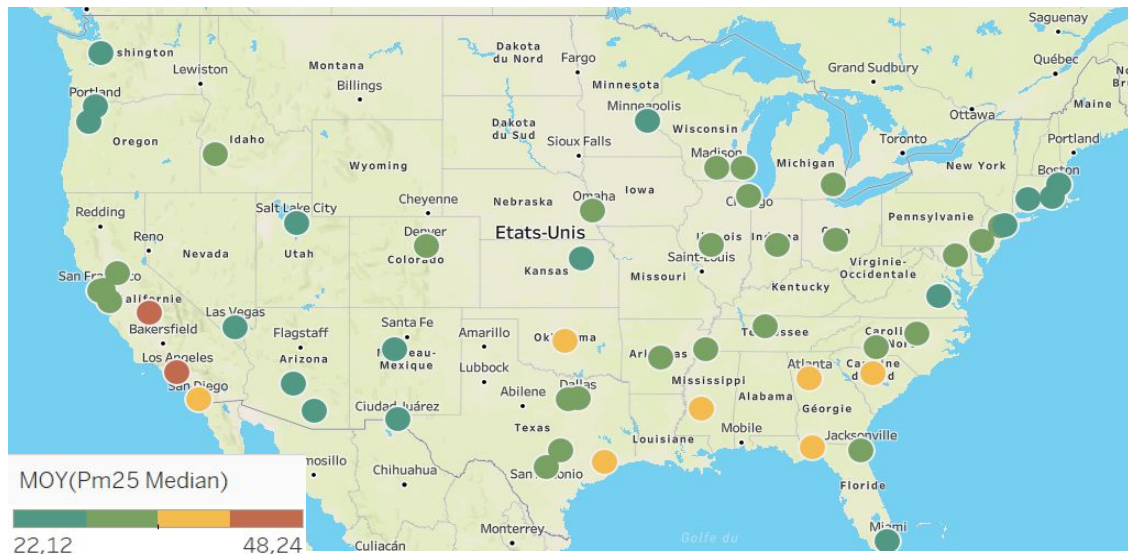 Saguenay
Dakota
du Nord
Fargo
Grand Sudbury
Québec
shington
Lewiston
Montana
Billings
Minnesota
Minneapolis
Ottawa
Maine
Portland
Oregon
Idaho
Dakota
du Sud
Sioux Falls
Wisconsin
Madison
Michigan
Toronto
New York
Portland
Boston
Wyoming
Redding
Reno
Nevada
Salt Lake City
Utah
Cheyenne
Nebraska
Omaha
Iowa
Pennsylvanie
Denver
Colorado
Etats-Unis
Kansas
Missouri
Saint-Louis
Virginie-
Occidentale
Kentucky
Bakersfield
Las Vegas
Flagstaff
Arizona
Santa Fe
Mexique
Amarillo
Lubbock
Los Angeles
San Diego
Mississippi
Alabama
Atlanta
Géorgie
Abilene
Dallas
Texas
Ciudad Juárez
Louisiane
Mobile
Jacksonville
Floride
Chihuahua
Monterrey
Culiacán
Miami
Golfe du
MOY(Pm25 Median)
22,12
48,24